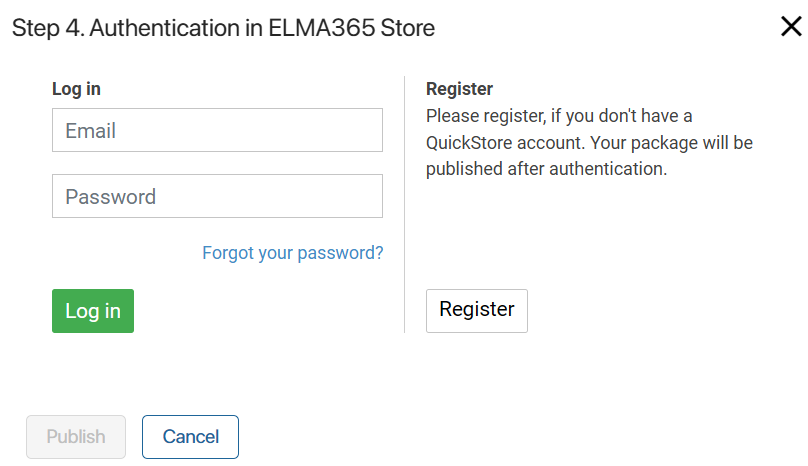 Step 4. Authentication in ELMA365 Store
Log in
Email
Password
Forgot your password?
Log in
Register
Please register, if you don't have a
QuickStore account. Your package will be
published after authentication.
Register
Publish
Cancel